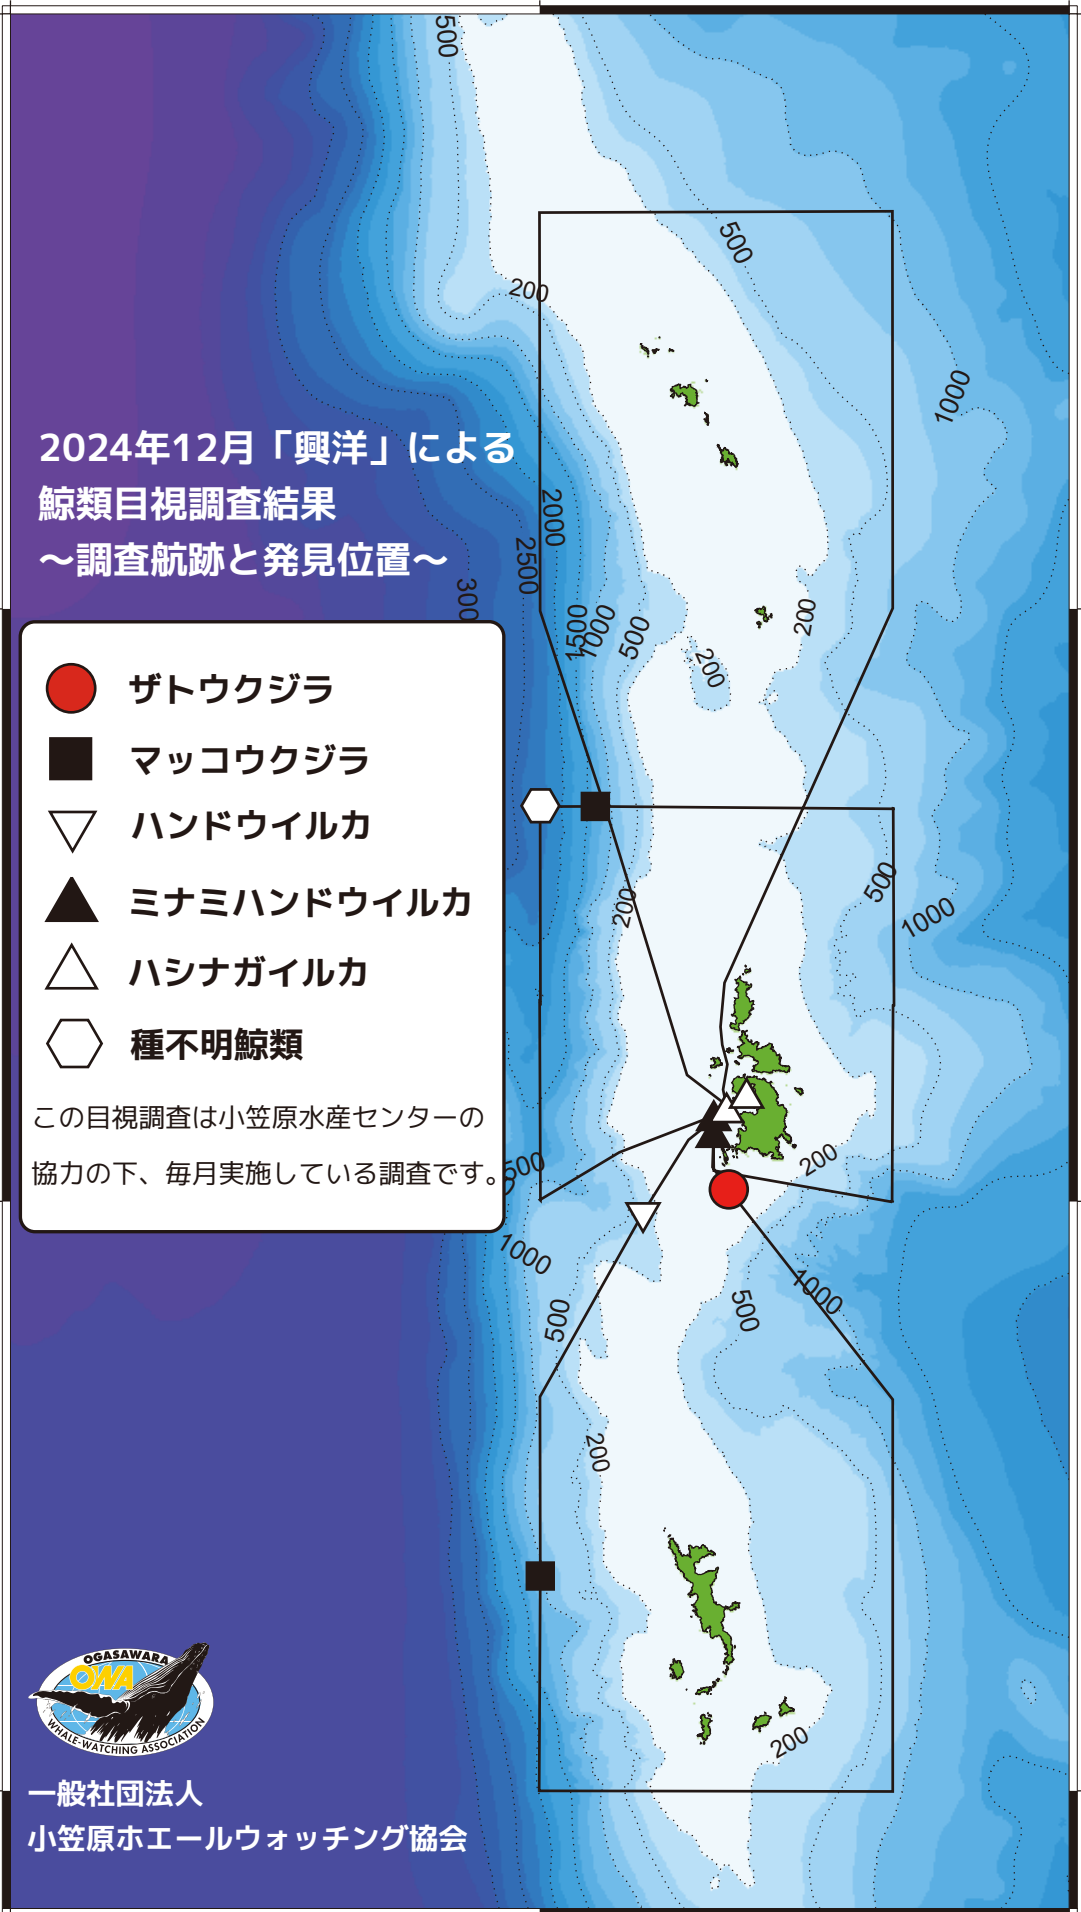 500
500
200
1000
2024年12月「興洋」による
鯨類目視調査結果
～調査航跡と発見位置～
2000
2500
300
1500
1000
500
200
200
ザトウクジラ
マッコウクジラ
ハンドウイルカ
ミナミハンドウイルカ
ハシナガイルカ
種不明鯨類
この目視調査は小笠原水産センターの
協力の下、毎月実施している調査です。
200
500
1000
500
200
1000
1000
500
500
200
200
OGASAWARA
OWA
WHALE-WATCHING ASSOCIATION
一般社団法人
小笠原ホエールウォッチング協会